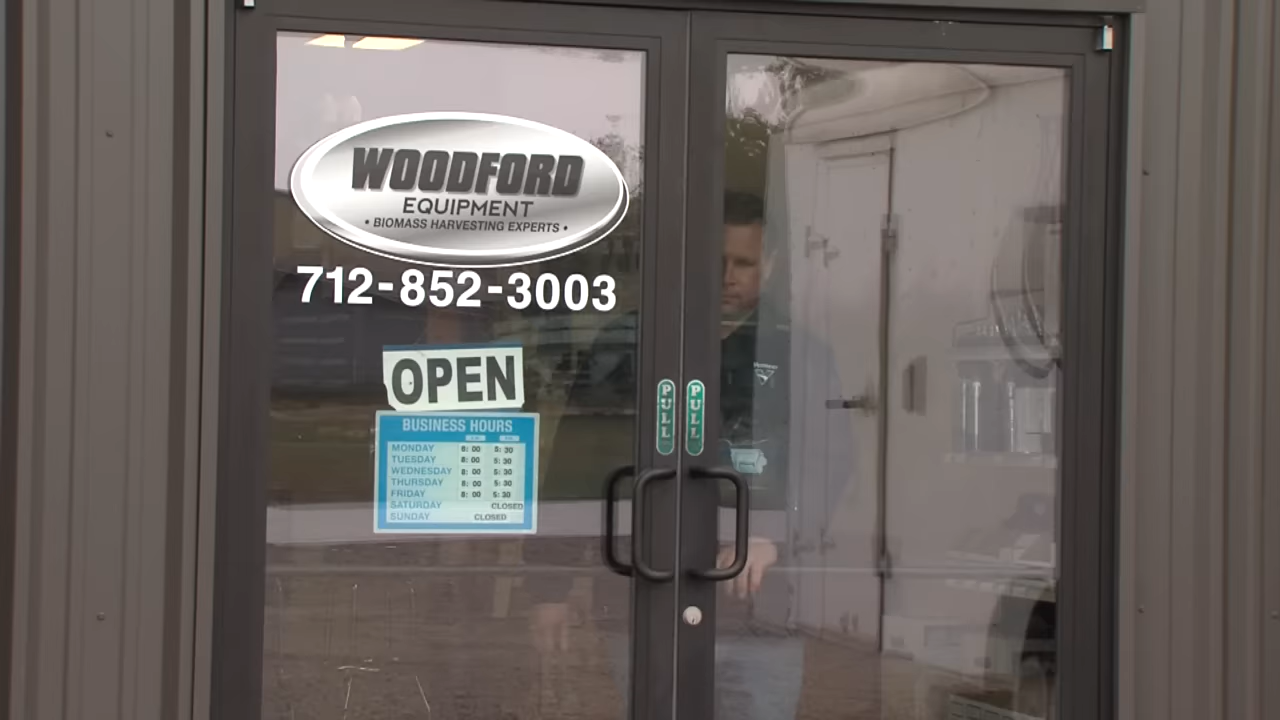 WOODFORD
EQUIPMENT
• BIOMASS HARVESTING EXPERTS •
712-852-3003
OPEN
BUSINESS HOURS
MONDAY 8:00 5:30
TUESDAY 8:00 5:30
WEDNESDAY 8:00 5:30
THURSDAY 8:00 5:30
FRIDAY 8:00 5:30
SATURDAY CLOSED
SUNDAY CLOSED
PULL
PULL